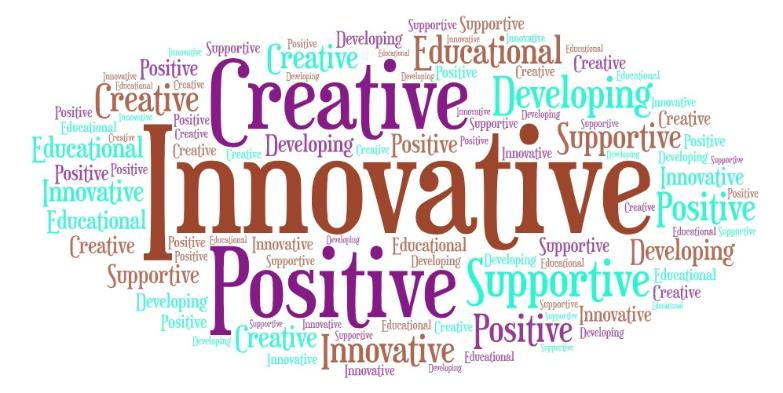 Supportive Supportive
Innovative Supportive Positive Developing Innovative Innovative
Creative Educational Educational Educational
Positive Developing Creative Creative
Innovative Creative Developing Positive Educational
Educational Creative Developing
Creative Innovative
Positive Innovative Positive Innovative Developing Creative
Educational Creative Supportive Supportive Supportive
Creative Developing Positive Positive Positive
Educational Creative Creative Creative Innovative Developing Developing Supportive
Positive Positive Innovative Innovative
Innovative Positive
Educational Creative Positive
Creative Positive Educational Innovative Developing Educational Supportive Educational Supportive
Positive Supportive Positive Developing Developing Educational Developing
Supportive Supportive Educational
Developing Supportive Creative
Positive Supportive Innovative Educational Creative Supportive Innovative Educational
Developing Creative Supportive Positive Developing
Innovative Innovative Educational Supportive
Innovative Developing